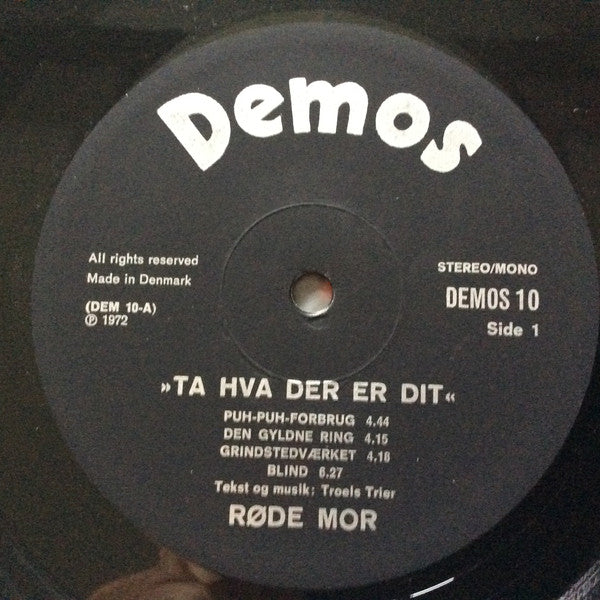 Demos
All rights reserved
Made in Denmark
(DEM 10-A)
℗ 1972
STEREO/MONO
DEMOS 10
Side 1
»TA HVA DER ER DIT«
PUH-PUH-FORBRUG 4.44
DEN GYLDNE RING 4.15
GRINDSTEDVÆRKET 4.18
BLIND 6.27
Tekst og musik: Troels Trier
RØDE MOR